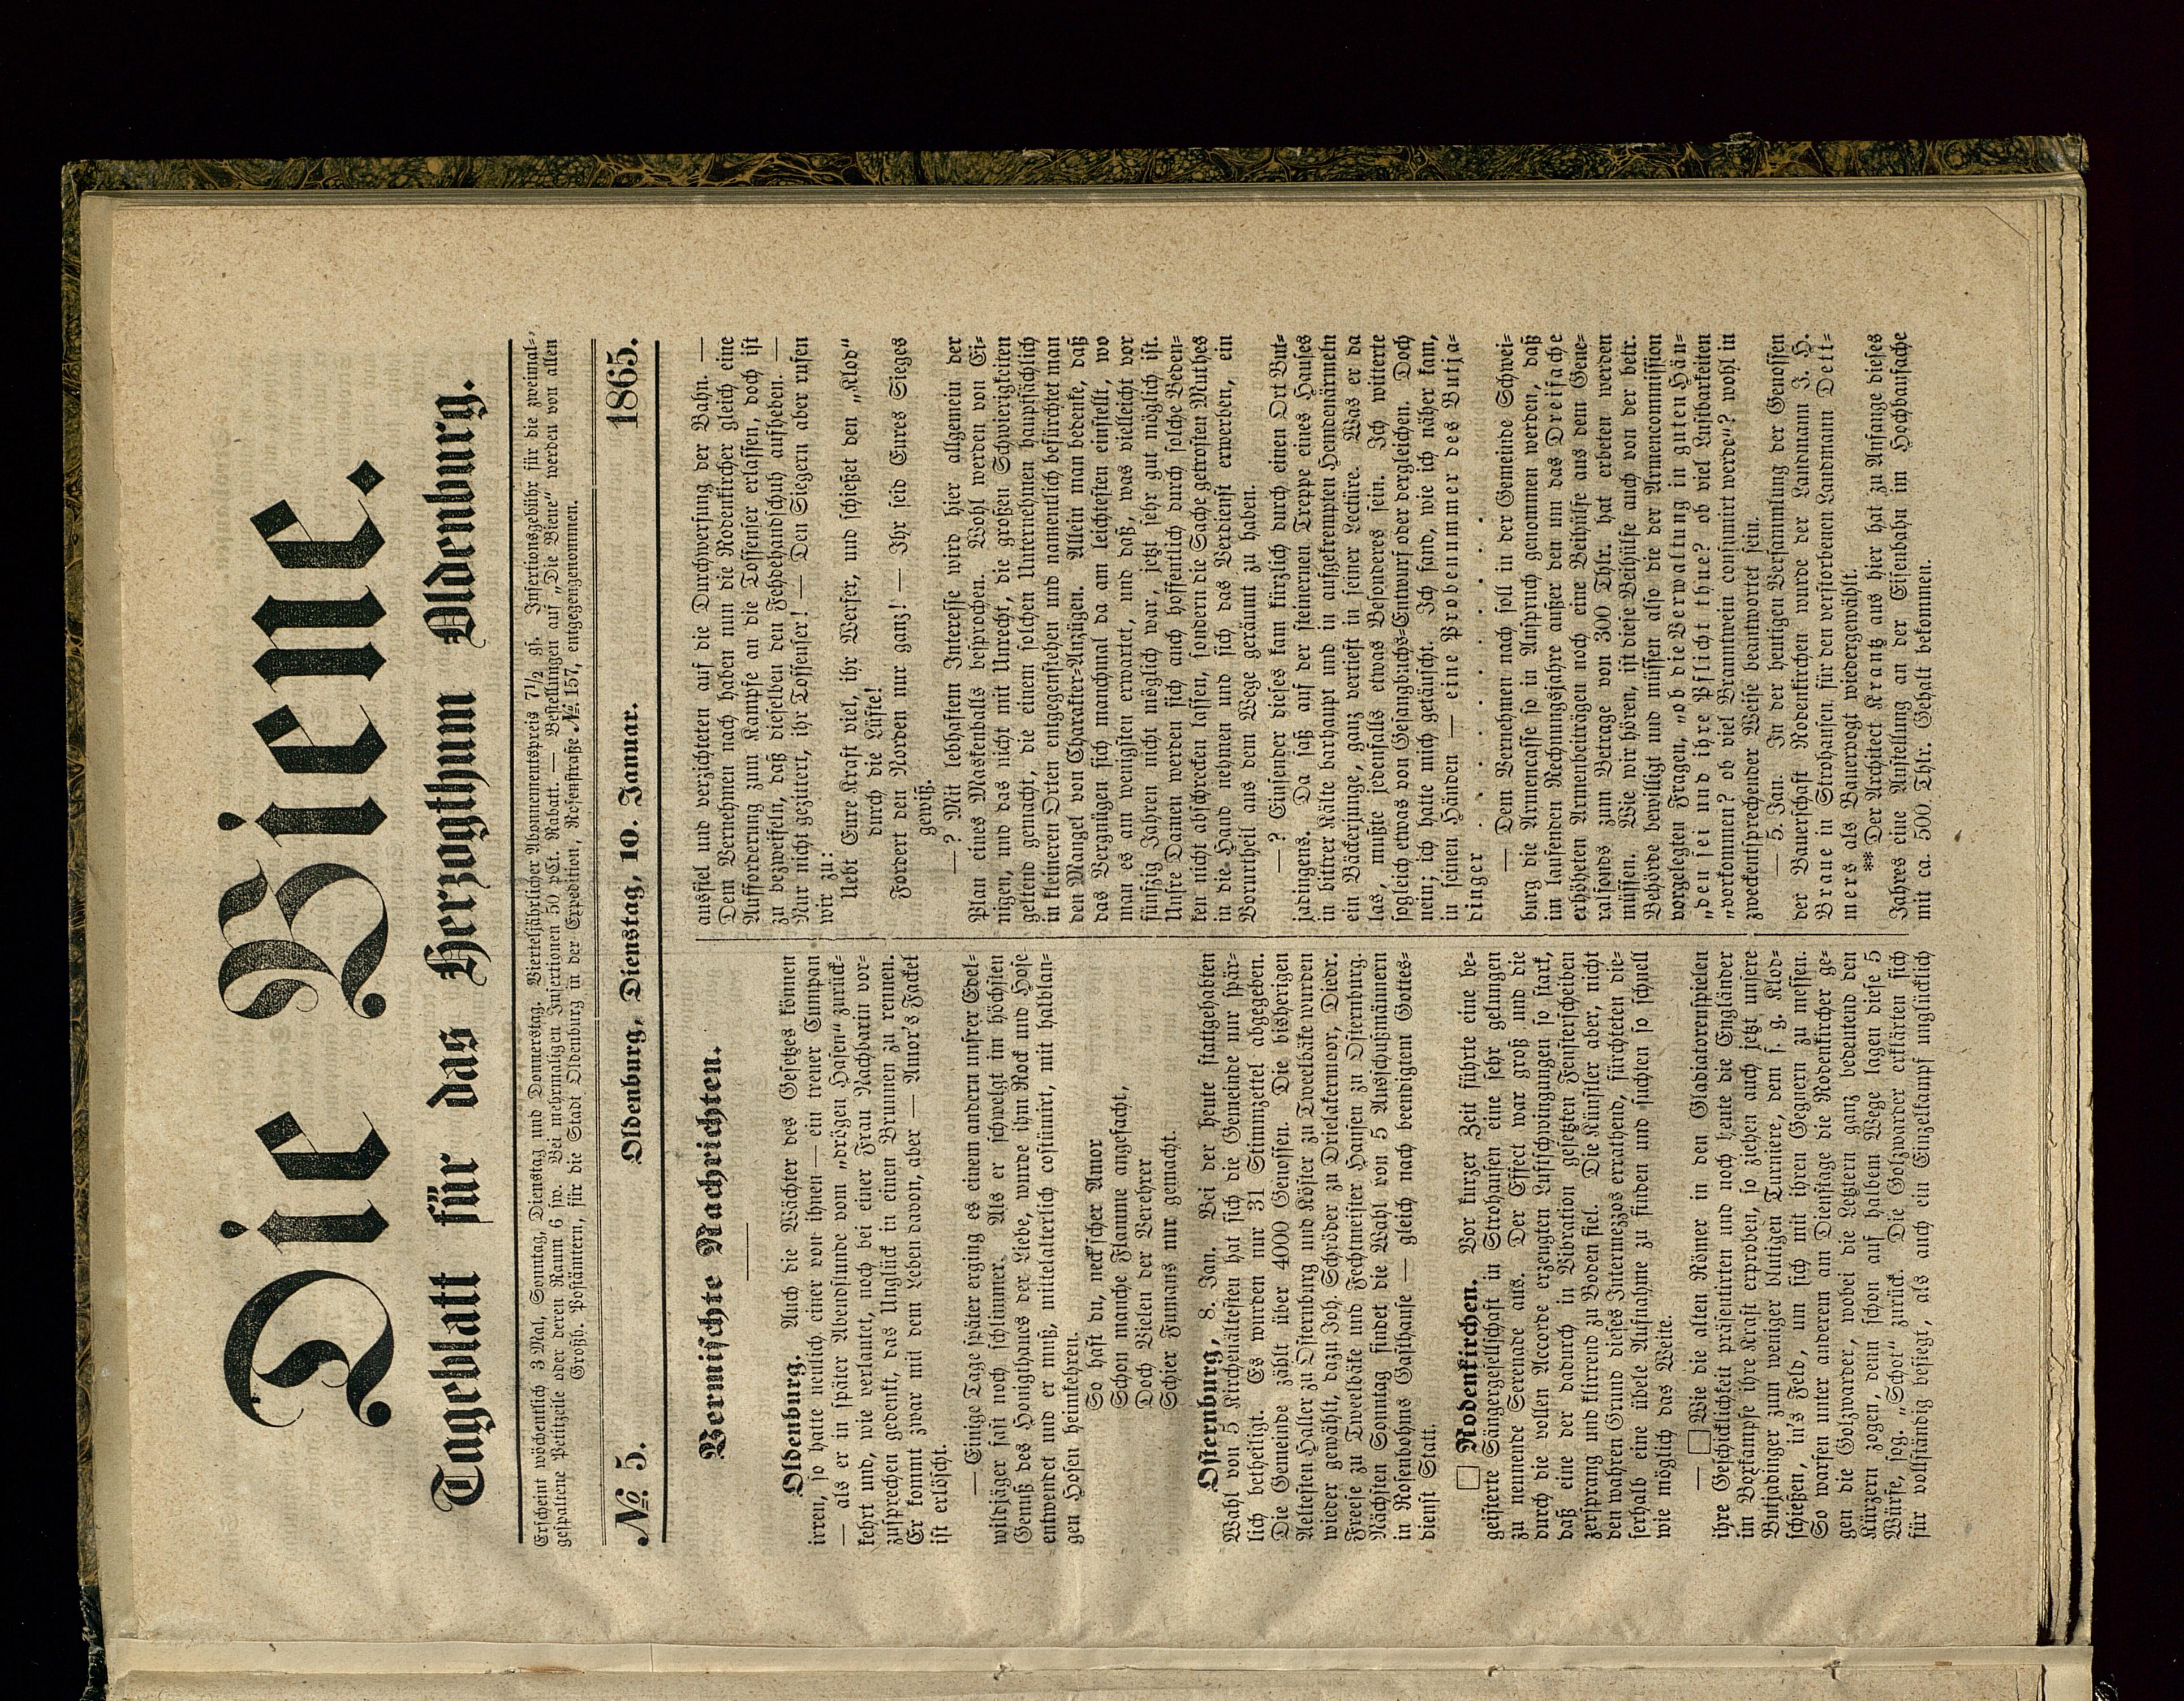 Die Biene.
Tageblatt für das Herzogthum Oldenburg.
Erscheint wöchentlich 3 Mal, Sonntag, Dienstag und Donnerstag. Vierteljährlicher Abonnementspreis 7½ gs. Insertionsgebühr für die zweimal-
gespaltene Petitzeile oder deren Raum 6 sw. Bei mehrmaligen Insertionen 50 pCt. Rabatt. — Bestellungen auf „Die Biene“ werden von allen
Großh. Postämtern, für die Stadt Oldenburg in der Expedition, Rosenstraße № 157, entgegengenommen.
№ 5. Oldenburg, Dienstag, 10. Januar. 1865.
Vermischte Nachrichten.
Oldenburg. Auch die Wächter des Gesetzes können
irren, so hatte neulich einer von ihnen — ein treuer Cumpan
— als er in später Abendstunde vom „drögen Hasen“ zurück-
kehrt und, wie verlautet, noch bei einer Frau Nachbarin vor-
zusprechen gedenkt, das Unglück in einen Brunnen zu rennen.
Er kommt zwar mit dem Leben davon, aber — Amor's Fackel
ist erlöscht.
— Einige Tage später erging es einem andern unsrer Edel-
wildjäger fast noch schlimmer. Als er schwelgt im höchsten
Genuß des Honigthaues der Liebe, wurde ihm Rock und Hose
entwendet und er muß, mittelalterlich costümirt, mit halblan-
gen Hosen heimkehren.
So hast du, neck'scher Amor
Schon manche Flamme angefacht,
Doch Vielen der Verehrer
Scher Fumaus nur gemacht.
Osternburg, 8. Jan. Bei der heute stattgehabten
Wahl von 5 Kirchenältesten hat sich die Gemeinde nur spär-
lich betheiligt. Es wurden nur 31 Stimmzettel abgegeben.
Die Gemeinde zählt über 4000 Genossen. Die bisherigen
Aeltesten Haller zu Osternburg und Köster zu Tweelbäke wurden
wieder gewählt, dazu Joh. Schröder zu Drielakermoor, Diedr.
Freese zu Tweelbäke und Fechtmeister Hansen zu Osternburg.
Nächsten Sonntag findet die Wahl von 5 Ausschußmännern
in Rosenbohms Gasthause — gleich nach beendigtem Gottes-
dienst Statt.
□ Rodenkirchen. Vor kurzer Zeit führte eine be-
geisterte Sängergesellschaft in Strohausen eine sehr gelungen
zu nennende Serenade aus. Der Effect war groß, und die
durch die vollen Accorde erzeugten Luftschwingungen so stark,
daß eine der dadurch in Vibration gesetzten Fensterscheiben
zersprang und klirrend zu Boden fiel. Die Künstler aber, nicht
den wahren Grund dieses Intermezzos errathend, fürchteten die-
serhalb eine übele Aufnahme zu finden und suchten so schnell
wie möglich das Weite.
— □ Wie die alten Römer in den Gladiatorenspielen
ihre Geschicklichkeit präsentirten und noch heute die Engländer
im Boxkampfe ihre Kraft erproben, so ziehen auch jetzt unsere
Butjadinger zum weniger blutigen Turniere, dem s. g. Klod-
schießen, in's Feld, um sich mit ihren Gegnern zu messen.
So warfen unter anderem am Dienstage die Rodenkircher ge-
gen die Golzwarder, wobei die Letztern ganz bedeutend den
Kürzern zogen, denn schon auf halbem Wege lagen diese 5
Würfe, sog. „Schot“ zurück. Die Golzwarder erklärten sich
für vollständig besiegt, als auch ein Einzelkampf unglücklich
ausfiel und verzichteten auf die Durchwerfung der Bahn. —
Dem Vernehmen nach haben nun die Rodenkircher gleich eine
Aufforderung zum Kampfe an die Tossenser erlassen, doch ist
zu bezweifeln, daß dieselben den Fehdehandschuh aufheben. —
Nur nicht gezittert, ihr Tossenser! — Den Siegern aber rufen
wir zu:
Uebt Eure Kraft viel, ihr Werfer, und schießet den „Klod“
durch die Lüfte!
Fordert den Norden nur ganz! — Ihr seid Eures Sieges
gewiß.
—? Mit lebhaftem Interesse wird hier allgemein der
Plan eines Maskenballs besprochen. Wohl werden von Ei-
nigen, und das nicht mit Unrecht, die großen Schwierigkeiten
geltend gemacht, die einem solchen Unternehmen hauptsächlich
in kleineren Orten entgegenstehen und namentlich befürchtet man
den Mangel von Charakter-Anzügen. Allein man bedenke, daß
das Vergnügen sich manchmal da am leichtesten einstellt, wo
man es am wenigsten erwartet, und daß, was vielleicht vor
fünfzig Jahren nicht möglich war, jetzt sehr gut möglich ist.
Unsre Damen werden sich auch hoffentlich durch solche Beden-
ken nicht abschrecken lassen, sondern die Sache getrosten Muthes
in die Hand nehmen und sich das Verdienst erwerben, ein
Vorurtheil aus dem Wege geräumt zu haben.
—? Einsender dieses kam kürzlich durch einen Ort But-
jadingens. Da saß auf der steinernen Treppe eines Hauses
in bittrer Kälte barhaupt und in aufgekrempten Hemdenärmeln
ein Bäckerjunge, ganz vertieft in seiner Lectüre. Was er da
las, mußte jedenfalls etwas Besonderes sein. Ich witterte
sogleich etwas von Gesangbuchs-Entwurf oder dergleichen. Doch
nein; ich hatte mich getäuscht. Ich fand, wie ich näher kam,
in seinen Händen — eine Probenummer des Butja-
dinger . . . . . . . . . . . .
— Dem Vernehmen nach soll in der Gemeinde Schwei-
burg die Armencasse so in Anspruch genommen werden, daß
im laufenden Rechnungsjahre außer den um das Dreifache
erhöheten Armenbeiträgen noch eine Beihülfe aus dem Gene-
ralfonds zum Betrage von 300 Thlr. hat erbeten werden
müssen. Wie wir hören, ist diese Beihülfe auch von der betr.
Behörde bewilligt und müssen also die der Armencommission
vorgelegten Fragen, „ob die Verwaltung in guten Hän-
„den sei und ihre Pflicht thue? ob viel Lustbarkeiten
„vorkommen? ob viel Branntwein consumirt werde“? wohl in
zweckentsprechender Weise beantwortet sein.
— 5. Jan. In der heutigen Versammlung der Genossen
der Bauerschaft Rodenkirchen wurde der Landmann J. H.
Braue in Strohausen, für den verstorbenen Landmann Dett-
mers als Bauervogt wiedergewählt.
** Der Architect Krantz aus hier hat zu Anfange dieses
Jahres eine Anstellung an der Eisenbahn im Hochbaufache
mit ca. 500 Thlr. Gehalt bekommen.